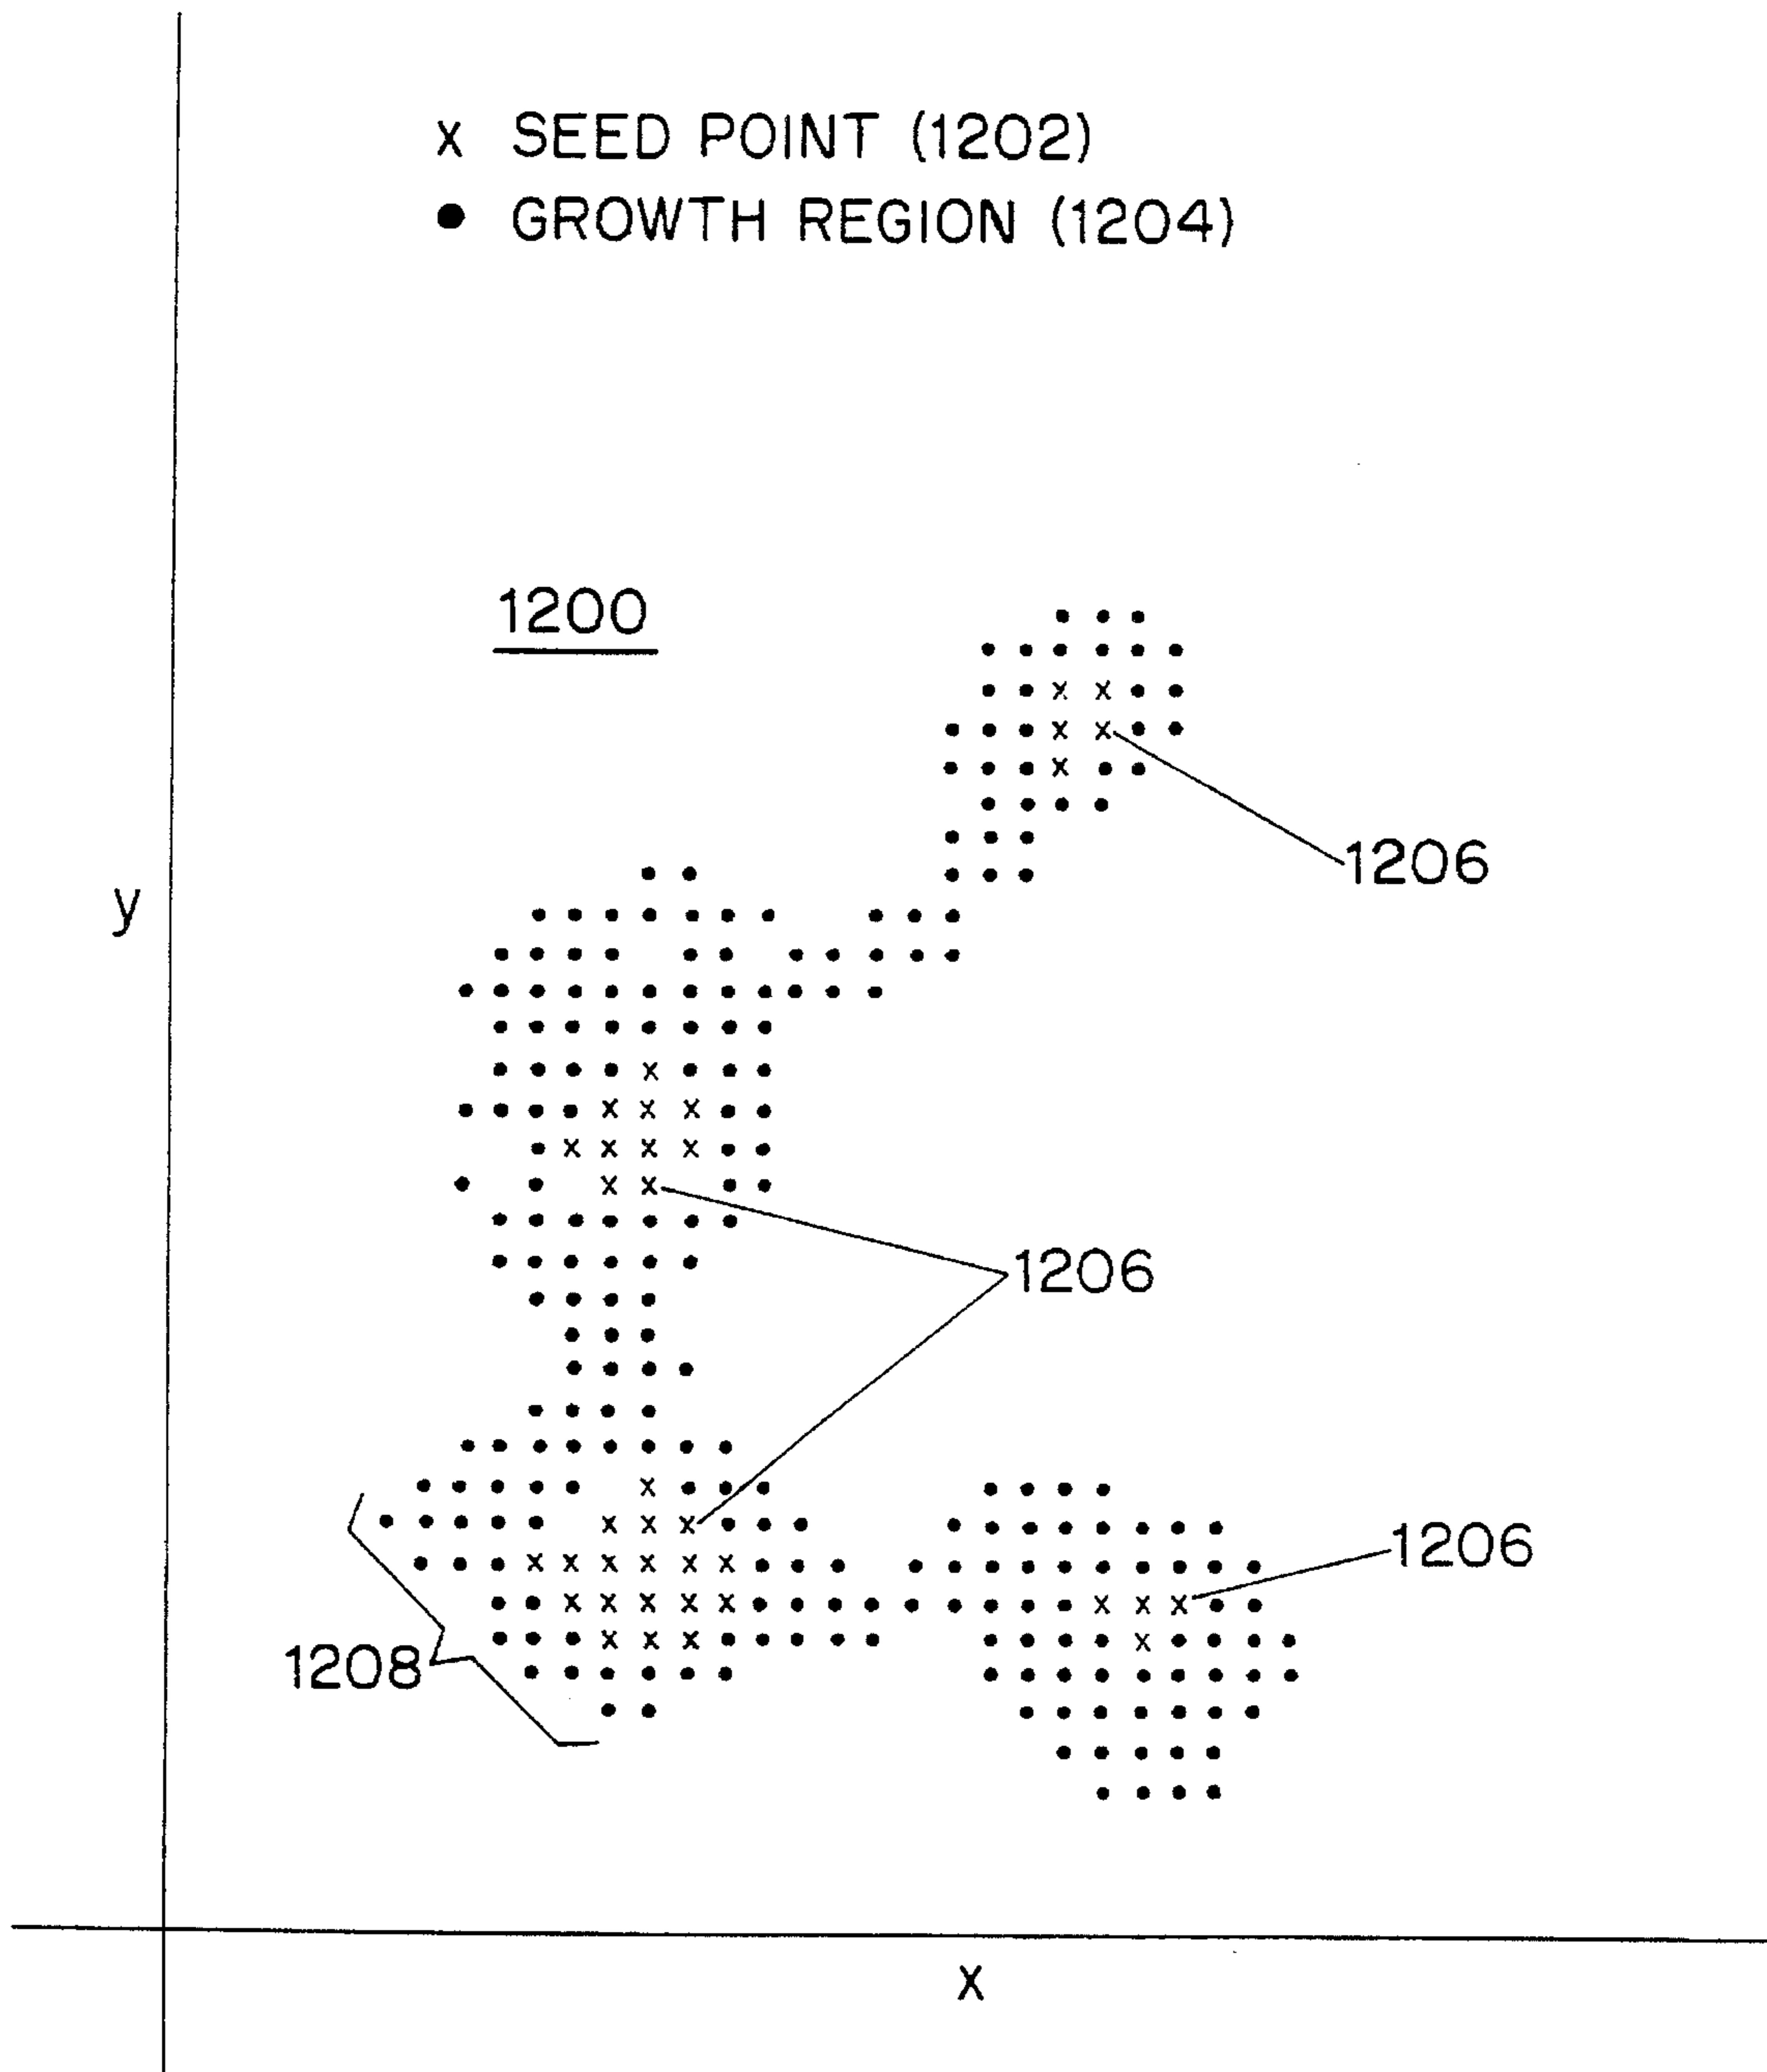 x SEED POINT (1202)
● GROWTH REGION (1204)
1200
1206
y
1206
1206
1208
x